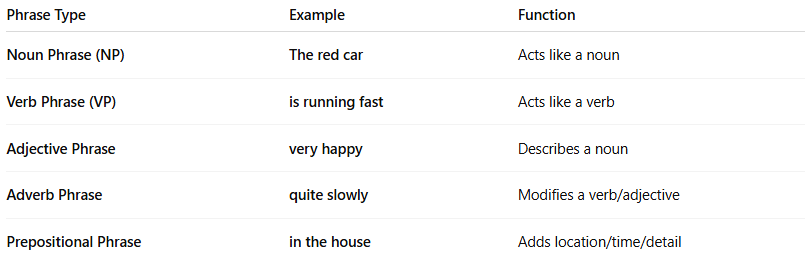 Phrase Type Example Function
Noun Phrase (NP) The red car Acts like a noun
Verb Phrase (VP) is running fast Acts like a verb
Adjective Phrase very happy Describes a noun
Adverb Phrase quite slowly Modifies a verb/adjective
Prepositional Phrase in the house Adds location/time/detail